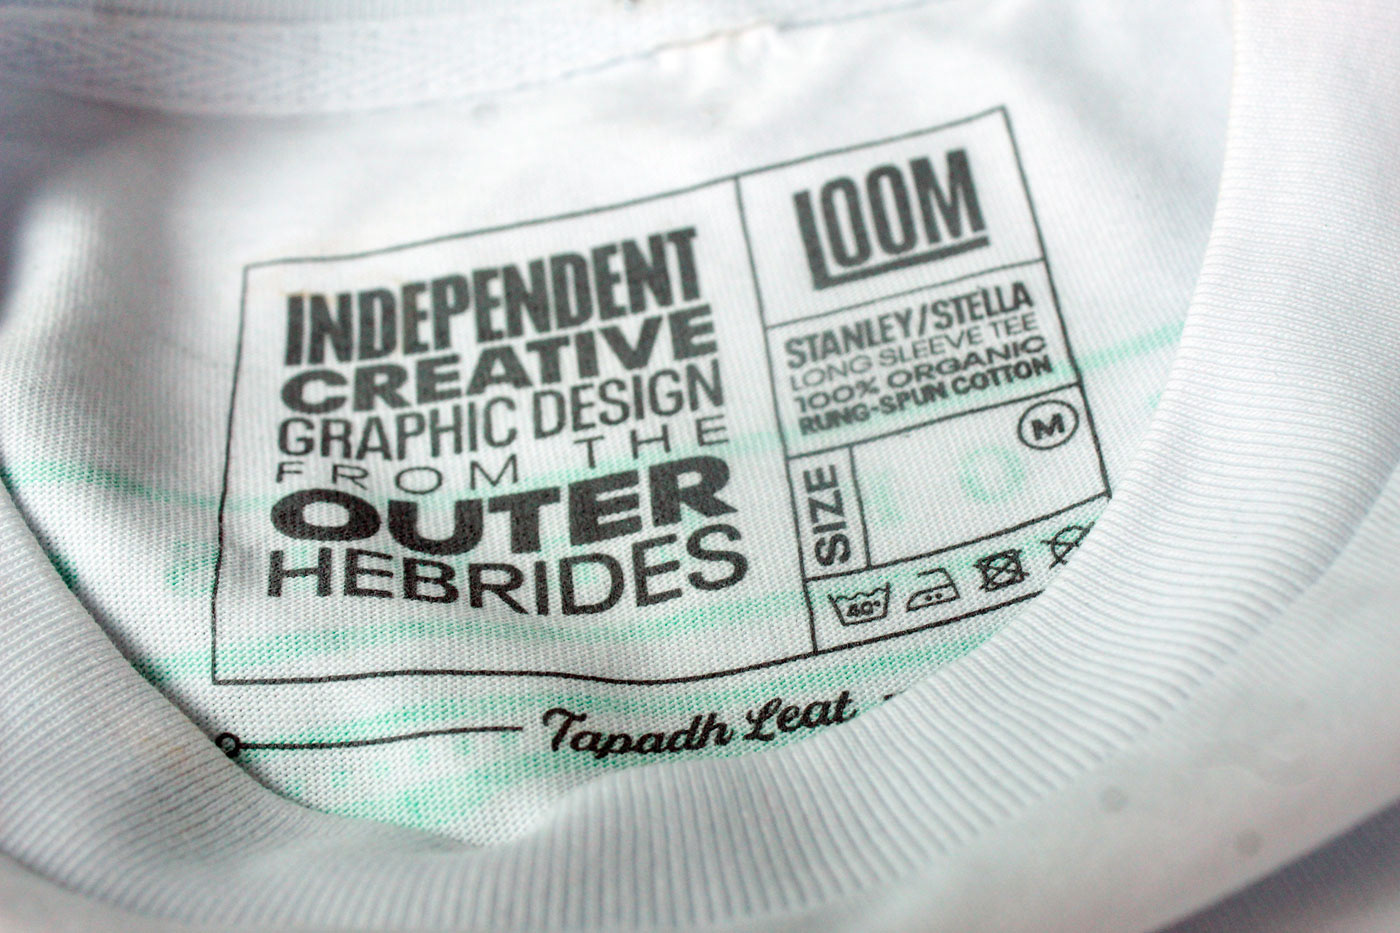 INDEPENDENT
CREATIVE
GRAPHIC DESIGN
FROM THE
OUTER
HEBRIDES
LOOM
STANLEY/STELLA
LONG SLEEVE TEE
100% ORGANIC
RUNG-SPUN COTTON
SIZE
M
40°
Tapadh Leat